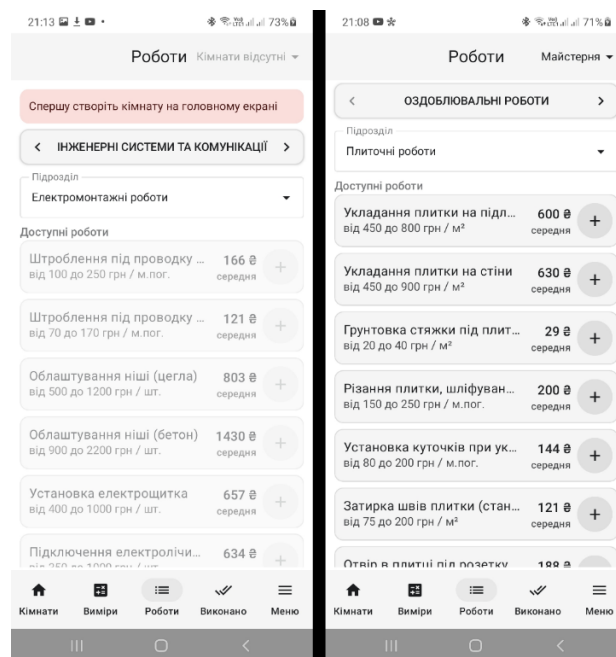 21:13
73%
Роботи
Кімнати відсутні
Спершу створіть кімнату на головному екрані
ІНЖЕНЕРНІ СИСТЕМИ ТА КОМУНІКАЦІЇ
Підрозділ
Електромонтажні роботи
Доступні роботи
Штроблення під проводку ...
166 ₴
від 100 до 250 грн / м.пог.
середня
Штроблення під проводку ...
121 ₴
від 70 до 170 грн / м.пог.
середня
Облаштування ніші (цегла)
803 ₴
від 500 до 1200 грн / шт.
середня
Облаштування ніші (бетон)
1430 ₴
від 900 до 2200 грн / шт.
середня
Установка електрощитка
657 ₴
від 400 до 1000 грн / шт.
середня
Підключення електролічи...
634 ₴
Кімнати
Виміри
Роботи
Виконано
Меню
21:08
71%
Роботи
Майстерня
ОЗДОБЛЮВАЛЬНІ РОБОТИ
Підрозділ
Плиточні роботи
Доступні роботи
Укладання плитки на підл...
600 ₴
від 450 до 800 грн / м²
середня
Укладання плитки на стіни
630 ₴
від 450 до 900 грн / м²
середня
Грунтовка стяжки під плит...
29 ₴
від 20 до 40 грн / м²
середня
Різання плитки, шліфуван...
200 ₴
від 150 до 250 грн / м.пог.
середня
Установка куточків при ук...
144 ₴
від 80 до 200 грн / м.пог.
середня
Затирка швів плитки (стан...
121 ₴
від 75 до 200 грн / м²
середня
Отвір в плитці під розетку
188 ₴
Кімнати
Виміри
Роботи
Виконано
Меню